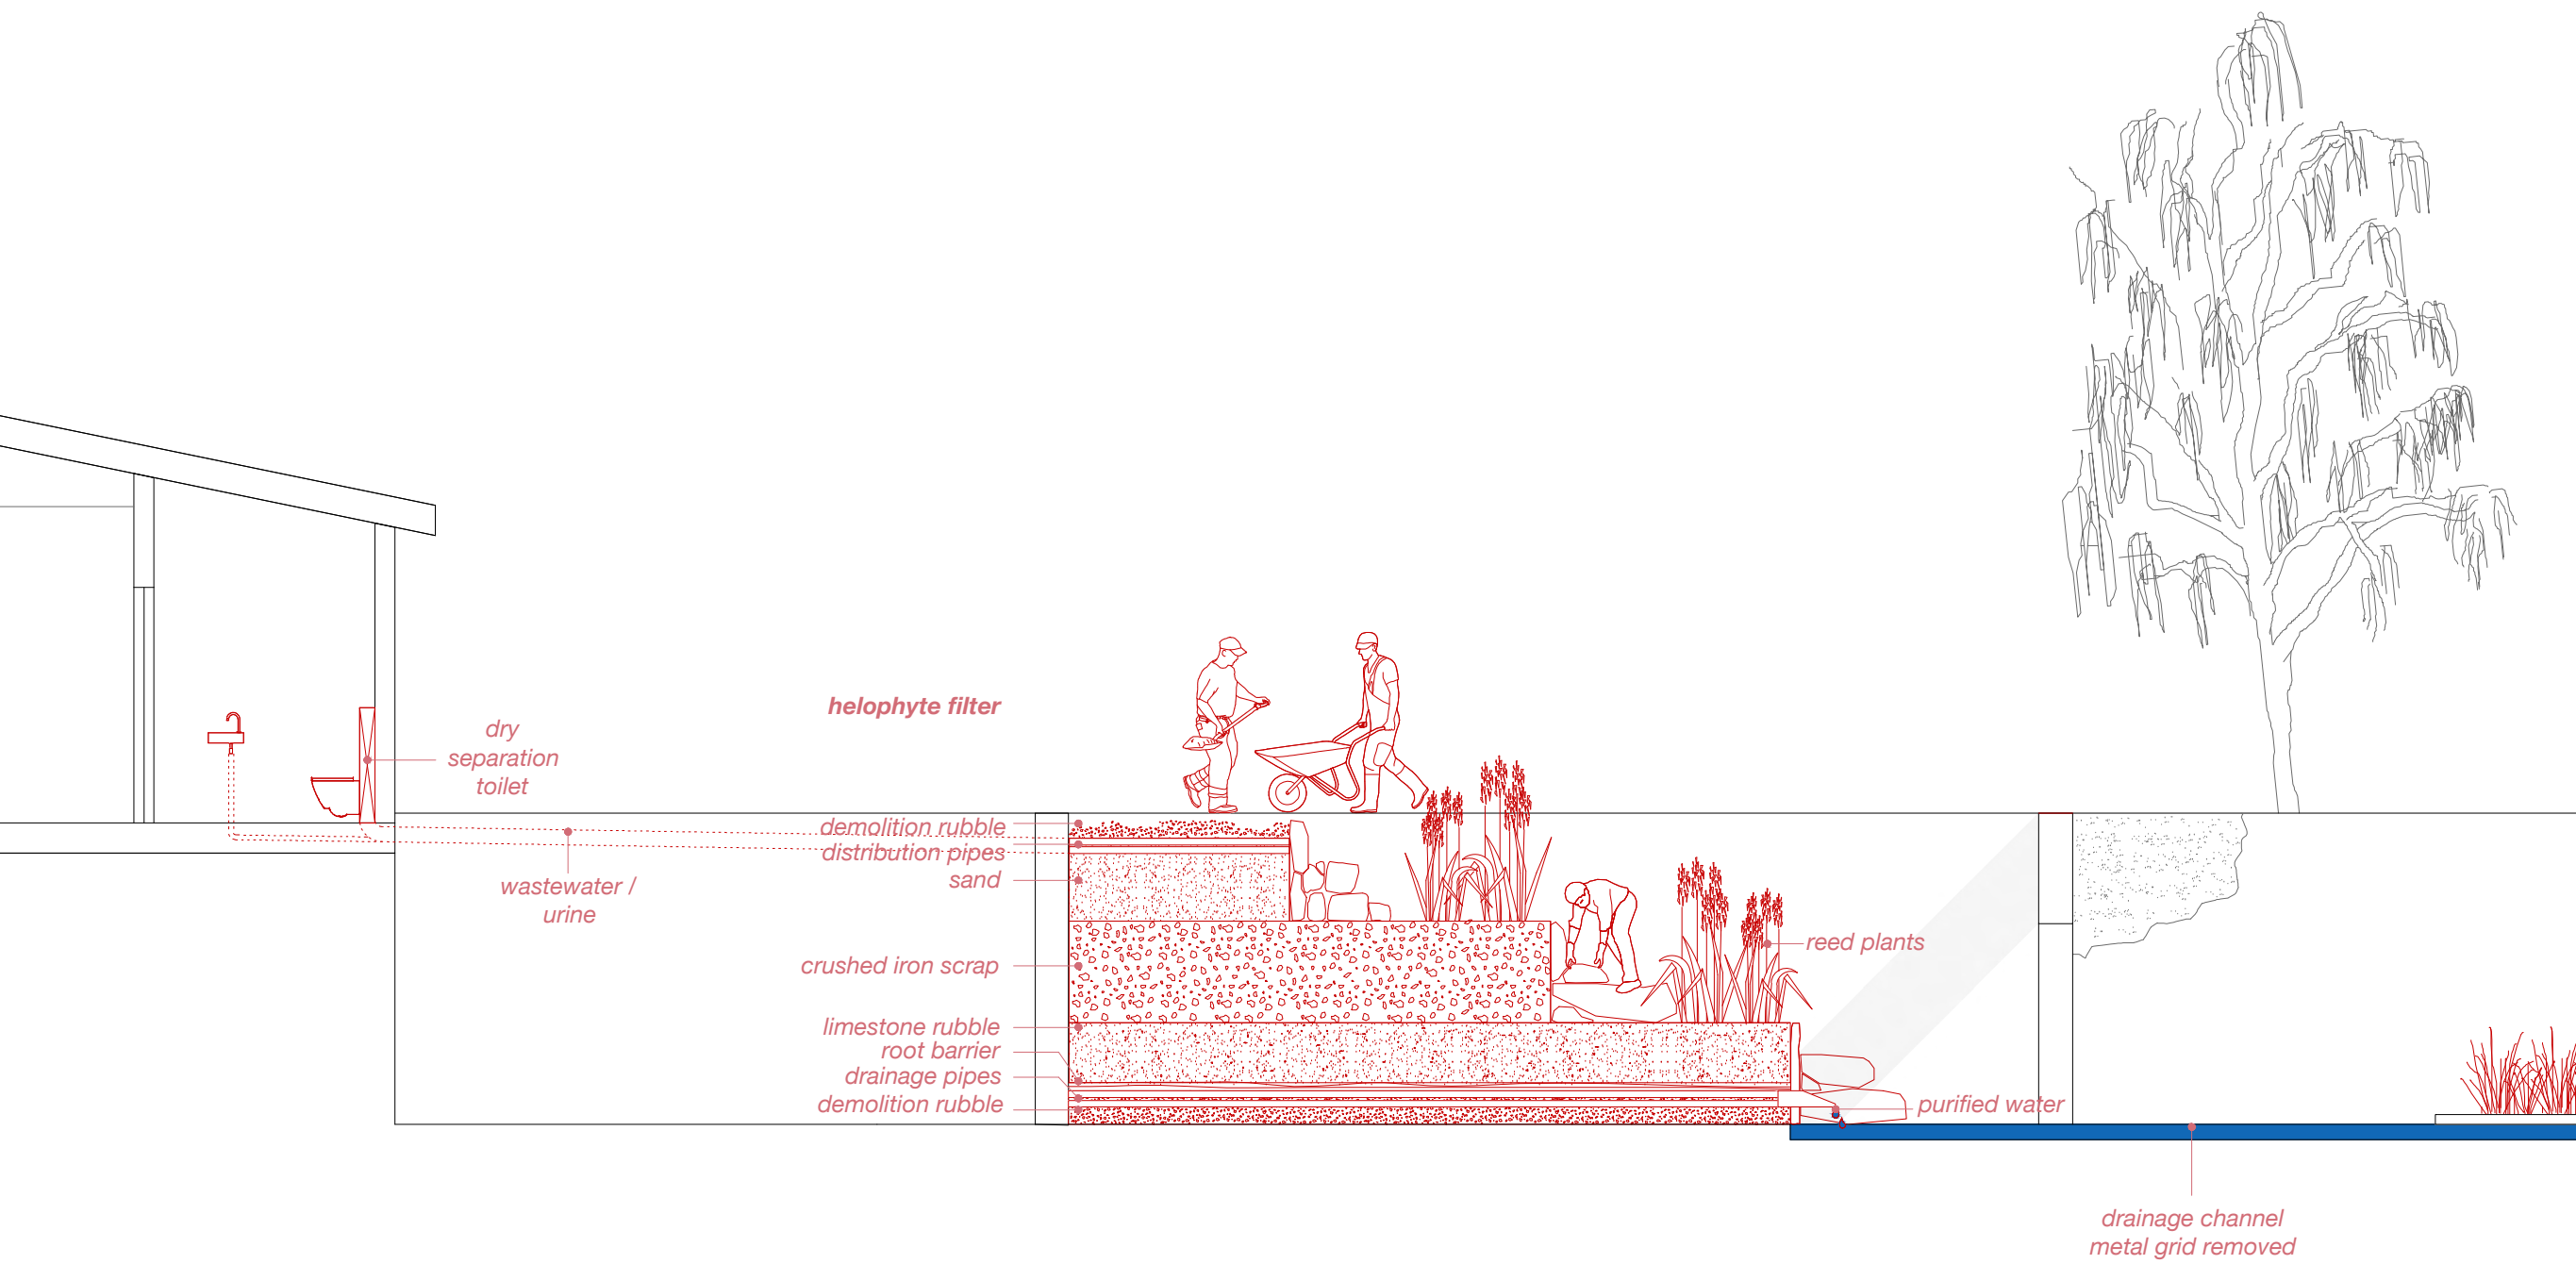 helophyte filter
dry
separation
toilet
wastewater /
urine
demolition rubble
distribution pipes
sand
crushed iron scrap
limestone rubble
root barrier
drainage pipes
demolition rubble
reed plants
purified water
drainage channel
metal grid removed